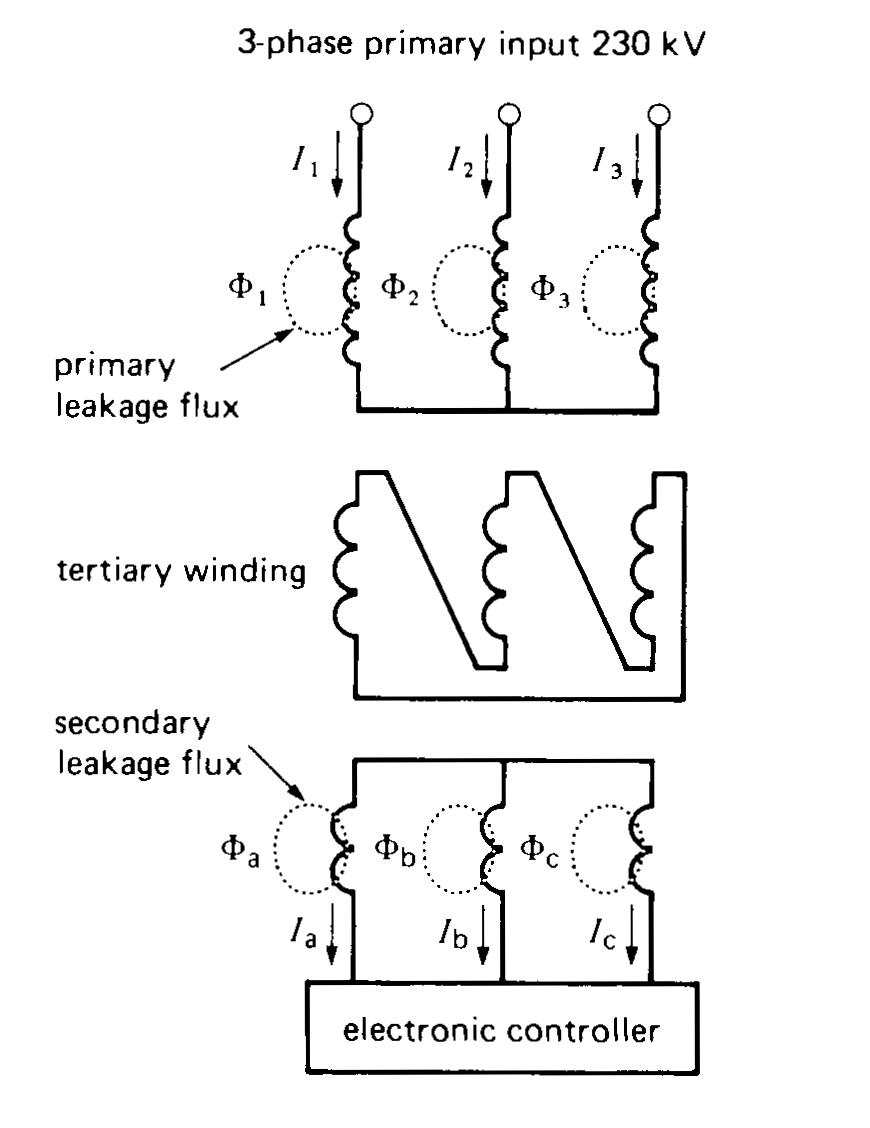 3-phase primary input 230 kV
I1 I2 I3
Φ1 Φ2 Φ3
primary
leakage flux
tertiary winding
secondary
leakage flux
Φa Φb Φc
Ia Ib Ic
electronic controller